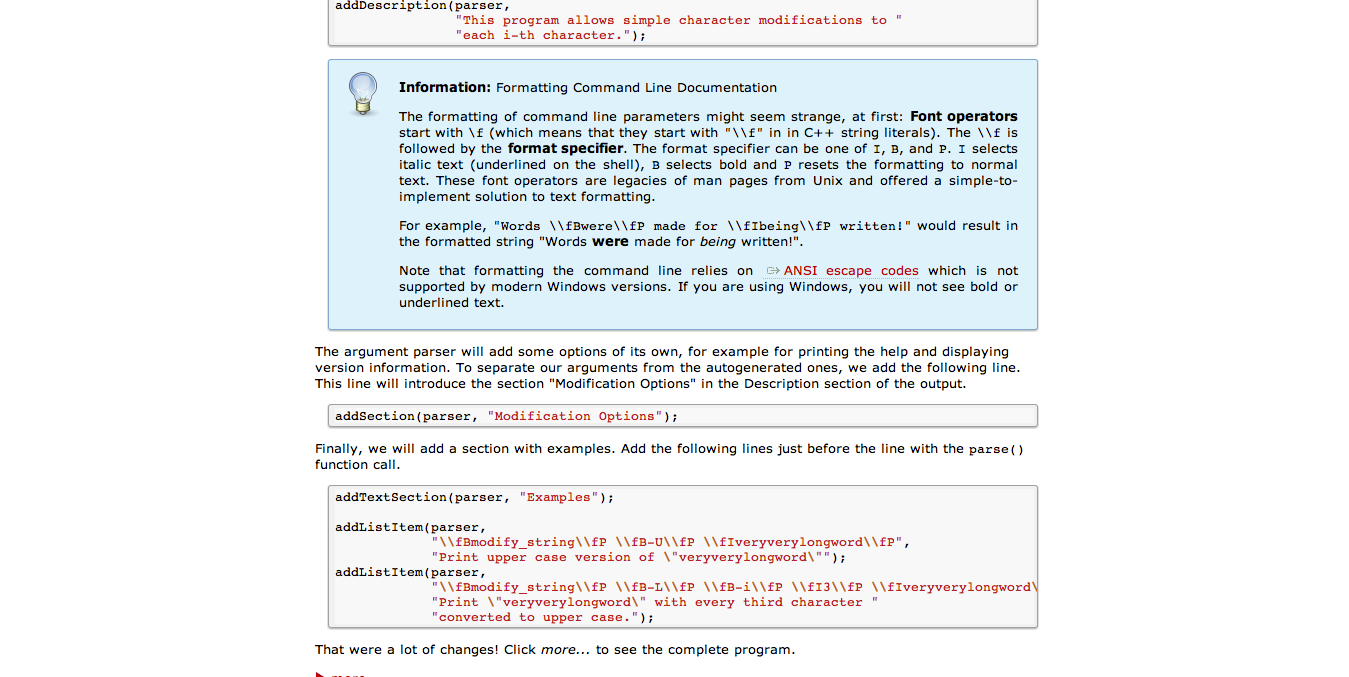 addDescription(parser,
"This program allows simple character modifications to "
"each i-th character.");
Information: Formatting Command Line Documentation
The formatting of command line parameters might seem strange, at first: Font operators
start with \f (which means that they start with "\\f" in in C++ string literals). The \\f is
followed by the format specifier. The format specifier can be one of I, B, and P. I selects
italic text (underlined on the shell), B selects bold and P resets the formatting to normal
text. These font operators are legacies of man pages from Unix and offered a simple-to-
implement solution to text formatting.
For example, "Words \\fBwere\\fP made for \\fIbeing\\fP written!" would result in
the formatted string "Words were made for being written!".
Note that formatting the command line relies on ANSI escape codes which is not
supported by modern Windows versions. If you are using Windows, you will not see bold or
underlined text.
The argument parser will add some options of its own, for example for printing the help and displaying
version information. To separate our arguments from the autogenerated ones, we add the following line.
This line will introduce the section "Modification Options" in the Description section of the output.
addSection(parser, "Modification Options");
Finally, we will add a section with examples. Add the following lines just before the line with the parse()
function call.
addTextSection(parser, "Examples");
addListItem(parser,
"\\fBmodify_string\\fP \\fB-U\\fP \\fIveryverylongword\\fP",
"Print upper case version of \"veryverylongword\"");
addListItem(parser,
"\\fBmodify_string\\fP \\fB-L\\fP \\fB-i\\fP \\fI3\\fP \\fIveryverylongword\
"Print \"veryverylongword\" with every third character "
"converted to upper case.");
That were a lot of changes! Click more... to see the complete program.